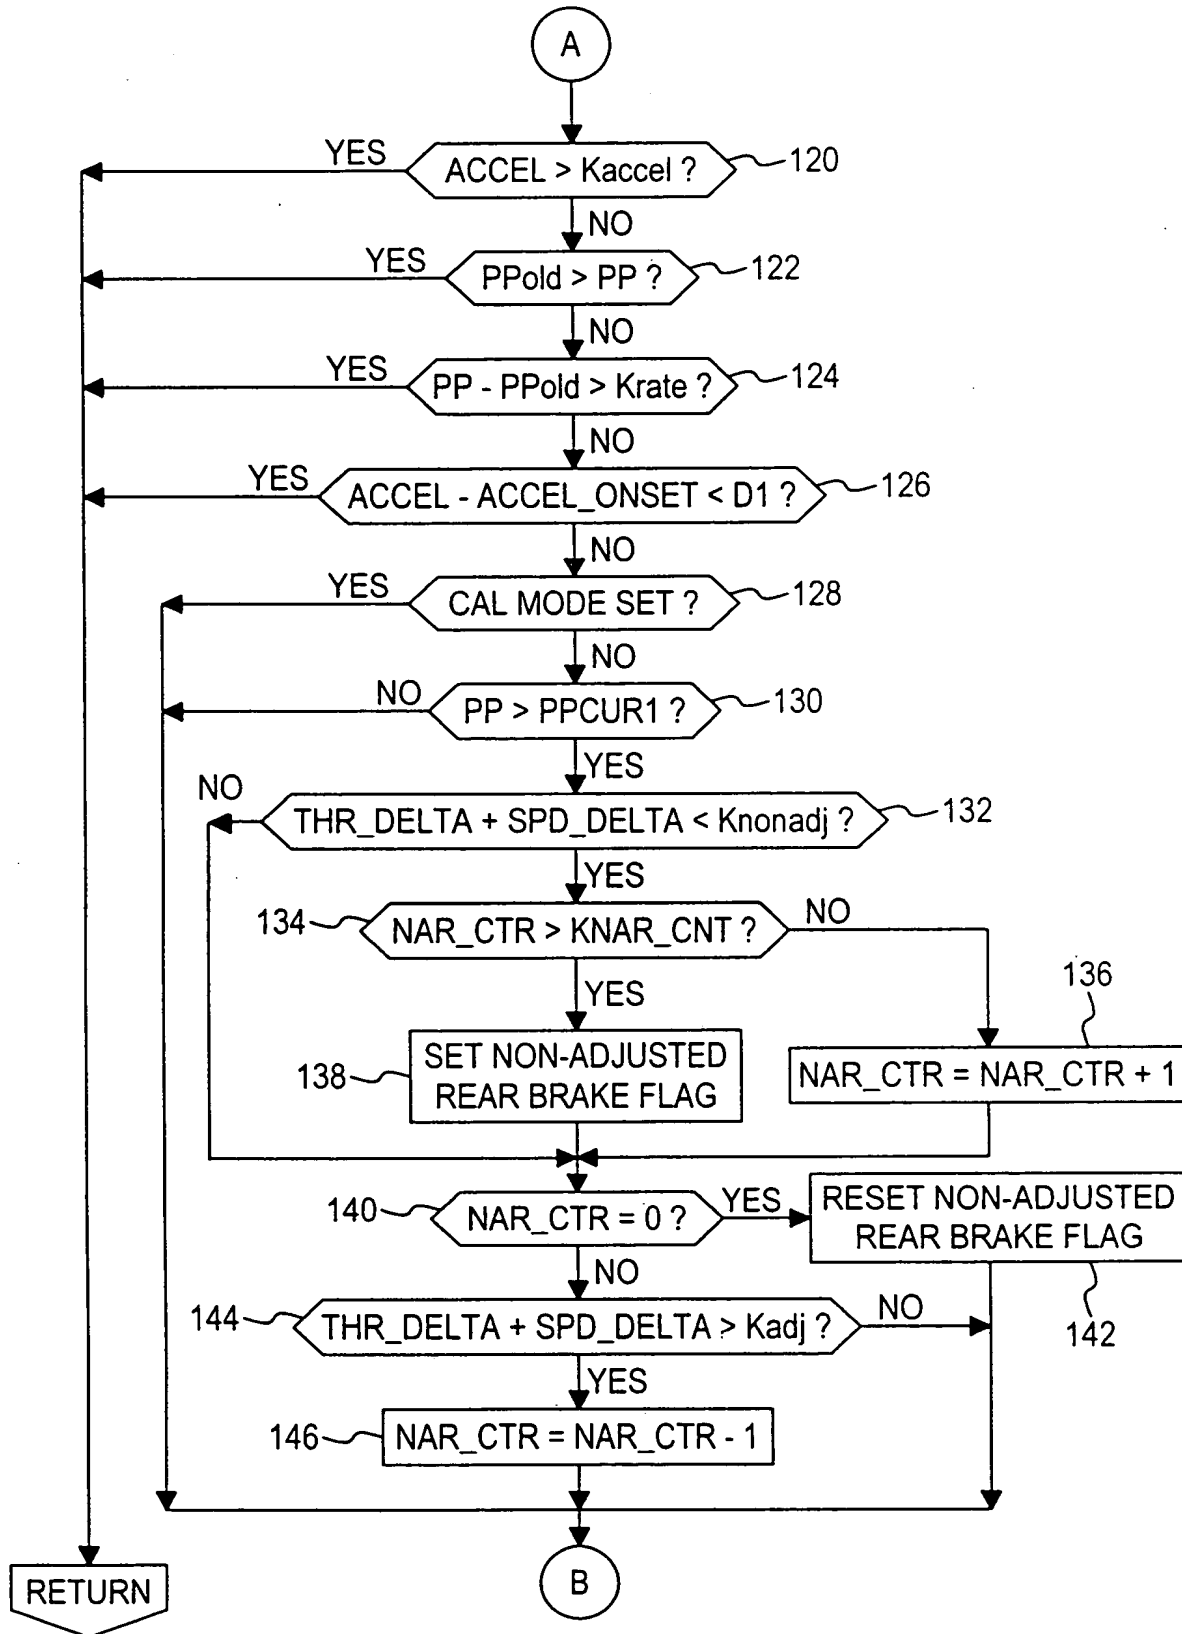 A
YES
ACCEL > Kaccel ?
120
NO
YES
PPold > PP ?
122
NO
YES
PP - PPold > Krate ?
124
NO
YES
ACCEL - ACCEL_ONSET < D1 ?
126
NO
YES
CAL MODE SET ?
128
NO
NO
PP > PPCUR1 ?
130
YES
NO
THR_DELTA + SPD_DELTA < Knonadj ?
132
YES
134
NAR_CTR > KNAR_CNT ?
NO
YES
136
138
SET NON-ADJUSTED
REAR BRAKE FLAG
NAR_CTR = NAR_CTR + 1
140
NAR_CTR = 0 ?
YES
RESET NON-ADJUSTED
REAR BRAKE FLAG
NO
144
THR_DELTA + SPD_DELTA > Kadj ?
NO
142
YES
146
NAR_CTR = NAR_CTR - 1
RETURN
B